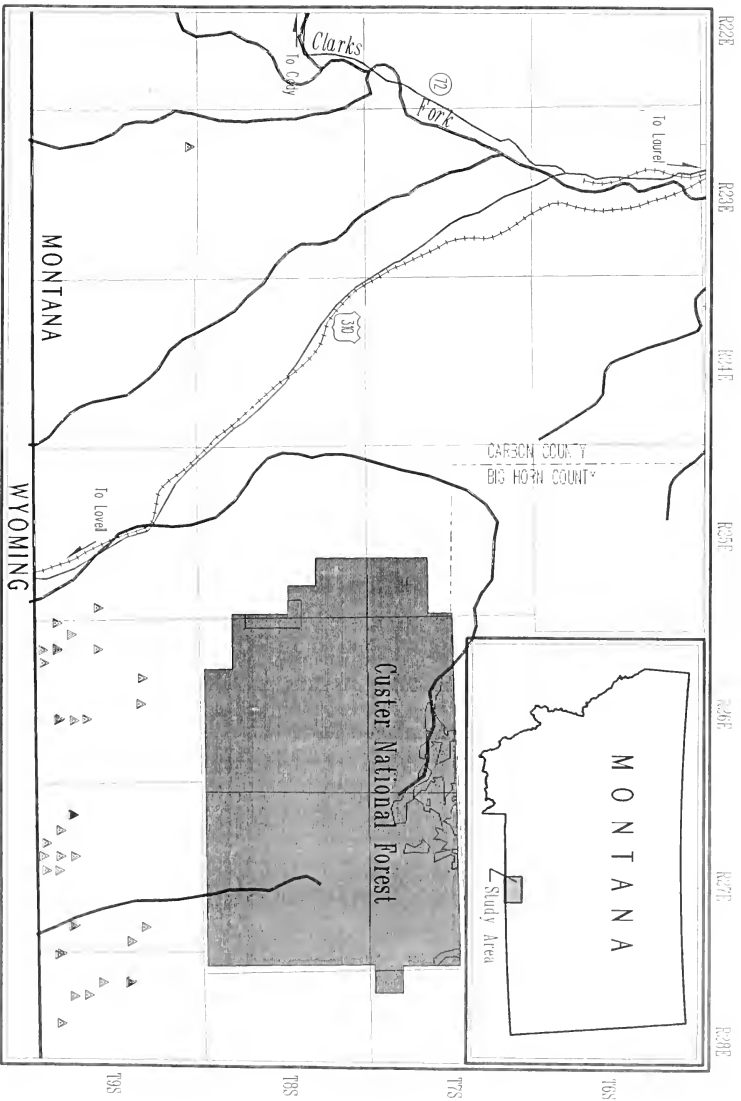 R22E
R23E
R24E
R25E
R26E
R27E
R28E
To Laurel
72
Clarks
Fork
To Cody
310
CARBON COUNTY
BIG HORN COUNTY
MONTANA
Study Area
Custer National Forest
To Lovell
MONTANA
WYOMING
T6S
T7S
T8S
T9S